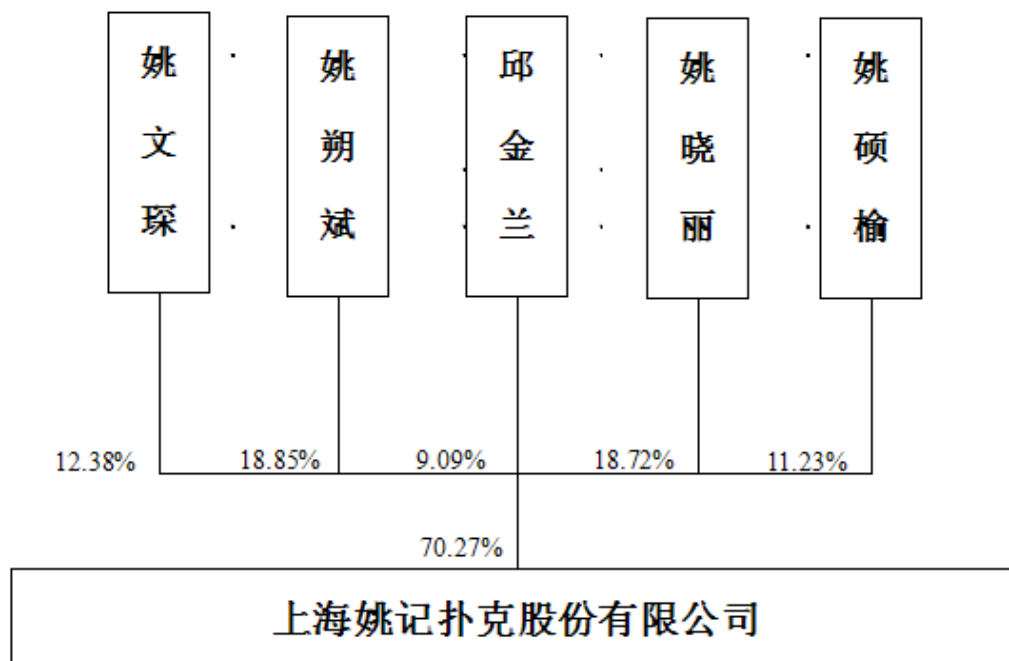 姚文琛
姚朔斌
邱金兰
姚晓丽
姚硕榆
12.38%
18.85%
9.09%
18.72%
11.23%
70.27%
上海姚记扑克股份有限公司